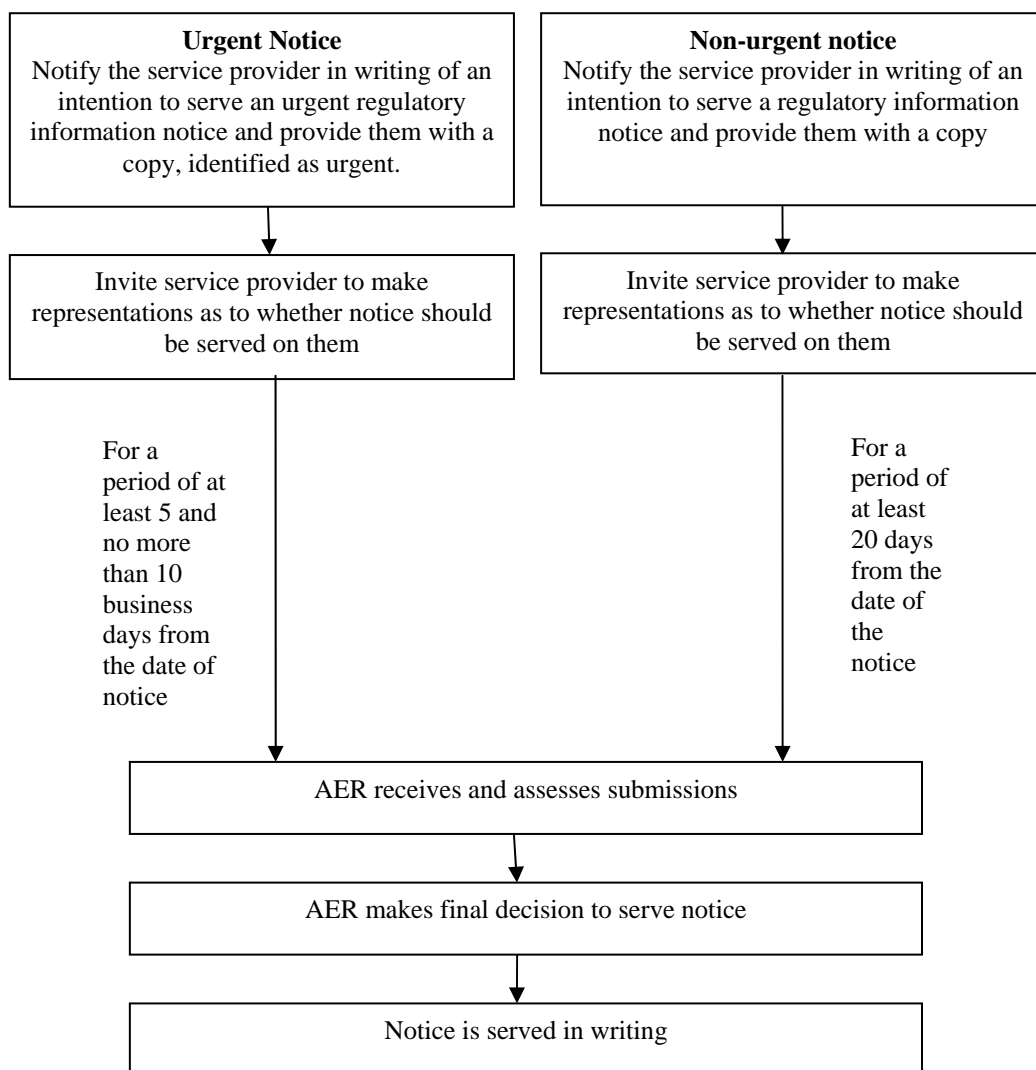 Urgent Notice
Notify the service provider in writing of an
intention to serve an urgent regulatory
information notice and provide them with a
copy, identified as urgent.
Non-urgent notice
Notify the service provider in writing of an
intention to serve a regulatory information
notice and provide them with a copy
Invite service provider to make
representations as to whether notice should
be served on them
Invite service provider to make
representations as to whether notice should
be served on them
For a
period of at
least 5 and
no more
than 10
business
days from
the date of
notice
For a
period of
at least
20 days
from the
date of
the
notice
AER receives and assesses submissions
AER makes final decision to serve notice
Notice is served in writing